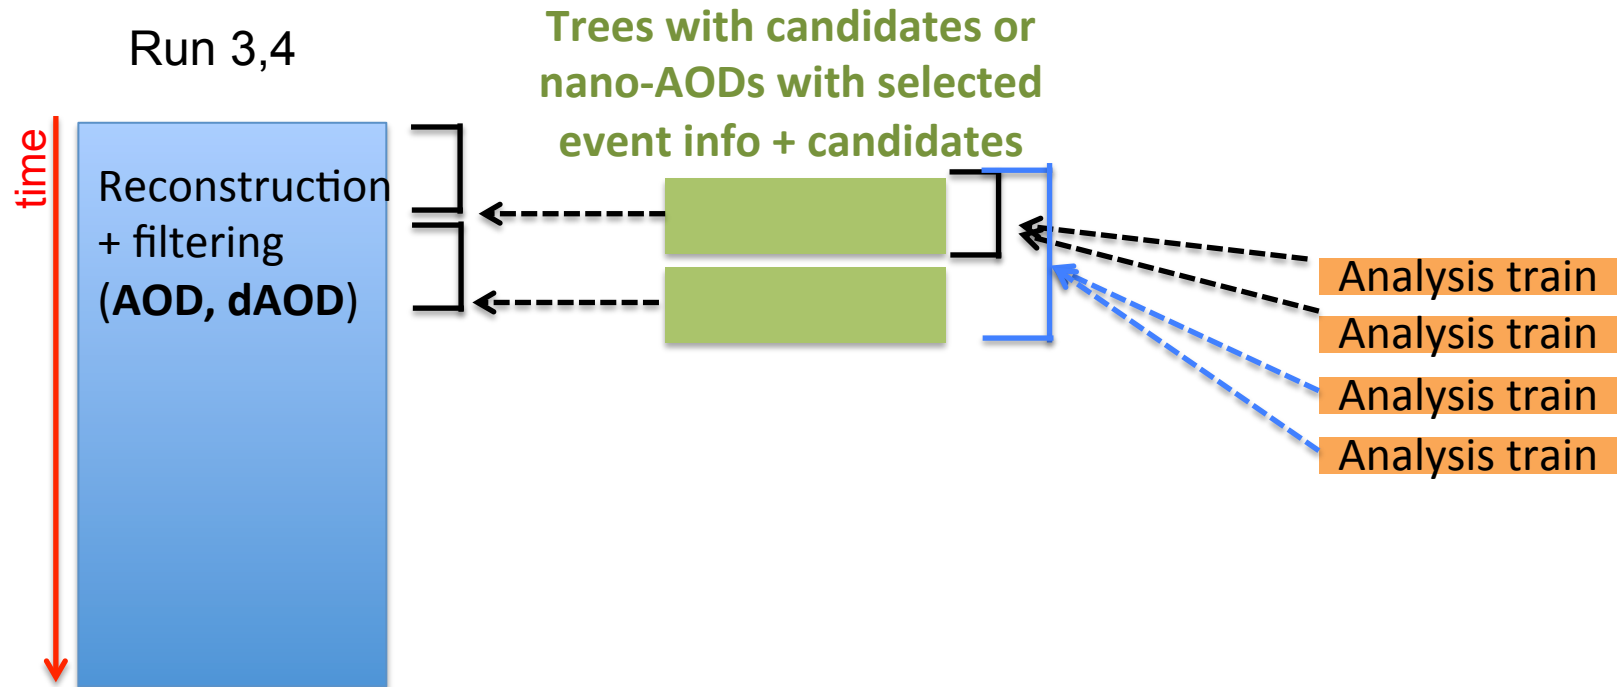 Run 3,4
Trees with candidates or
nano-AODs with selected
event info + candidates
time
Reconstruction
+ filtering
(AOD, dAOD)
Analysis train
Analysis train
Analysis train
Analysis train